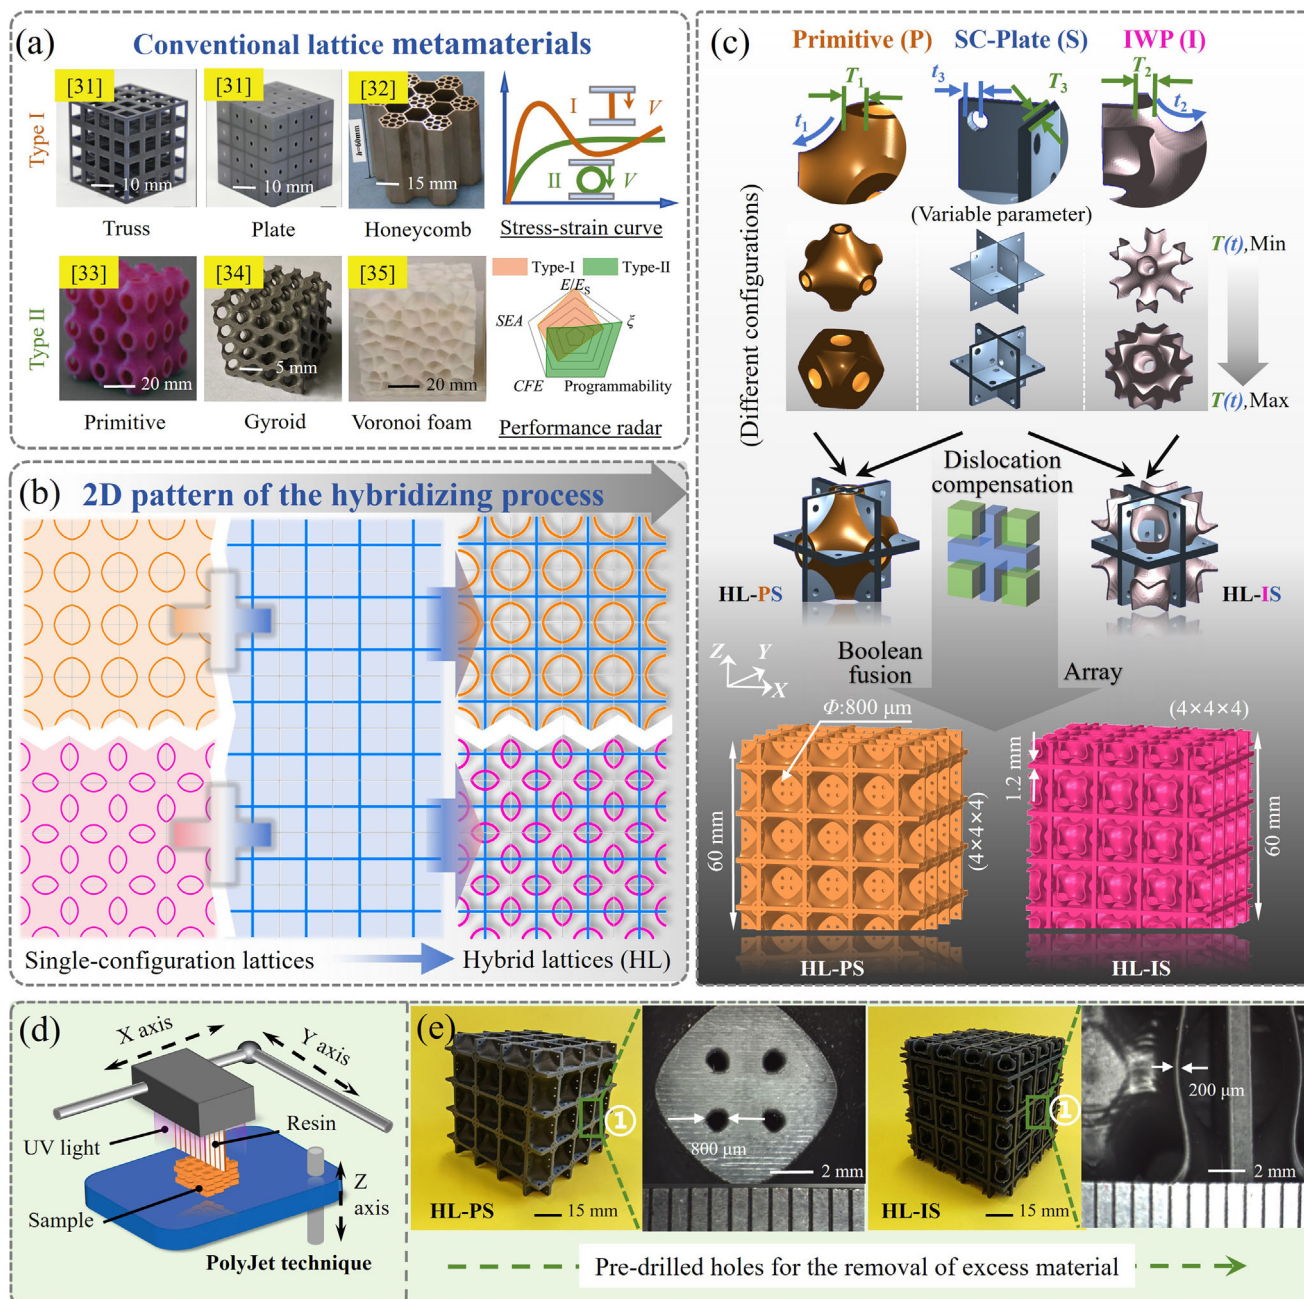 (a)
Conventional lattice metamaterials
Type I
[31]
10 mm
Truss
[31]
10 mm
Plate
[32]
h=60mm
15 mm
Honeycomb
I
V
II
V
Stress-strain curve
Type II
[33]
20 mm
Primitive
[34]
5 mm
Gyroid
[35]
20 mm
Voronoi foam
Type-I
Type-II
E/Es
SEA
ξ
CFE
Programmability
Performance radar
(b)
2D pattern of the hybridizing process
Single-configuration lattices
Hybrid lattices (HL)
(c)
Primitive (P)
SC-Plate (S)
IWP (I)
T1
t1
t3
T3
T2
t2
(Variable parameter)
(Different configurations)
T(t),Min
T(t),Max
Dislocation
compensation
HL-PS
HL-IS
Z
Y
X
Boolean
fusion
Array
Φ:800 μm
(4×4×4)
60 mm
(4×4×4)
1.2 mm
60 mm
HL-PS
HL-IS
(d)
X axis
Y axis
UV light
Resin
Sample
Z
axis
PolyJet technique
(e)
①
HL-PS
15 mm
800 μm
2 mm
①
HL-IS
15 mm
200 μm
2 mm
Pre-drilled holes for the removal of excess material